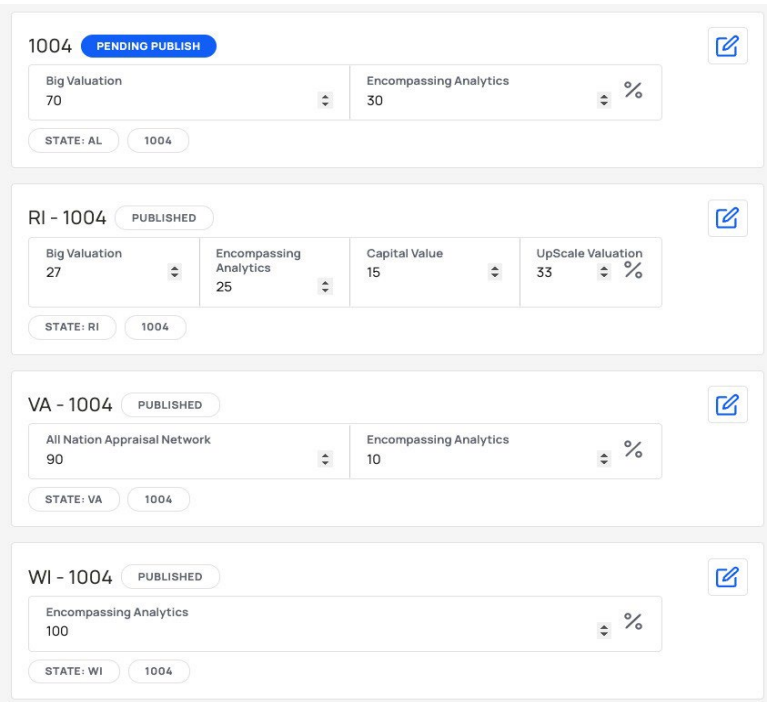 1004 PENDING PUBLISH
Big Valuation Encompassing Analytics
70 30 %
STATE: AL 1004
RI - 1004 PUBLISHED
Big Valuation
27
Encompassing
Analytics
25
Capital Value
15
UpScale Valuation
33 %
STATE: RI 1004
VA - 1004 PUBLISHED
All Nation Appraisal Network Encompassing Analytics
90 10 %
STATE: VA 1004
WI - 1004 PUBLISHED
Encompassing Analytics
100 %
STATE: WI 1004